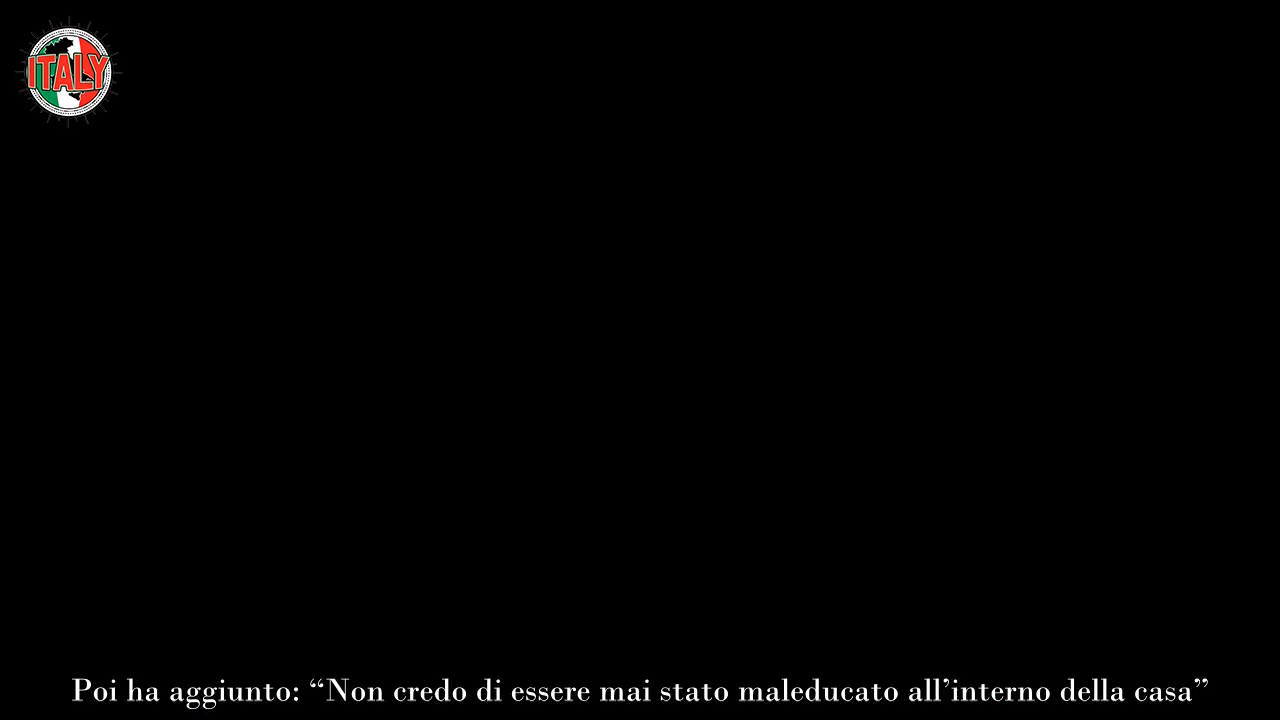 ITALY
Poi ha aggiunto: “Non credo di essere mai stato maleducato all’interno della casa”